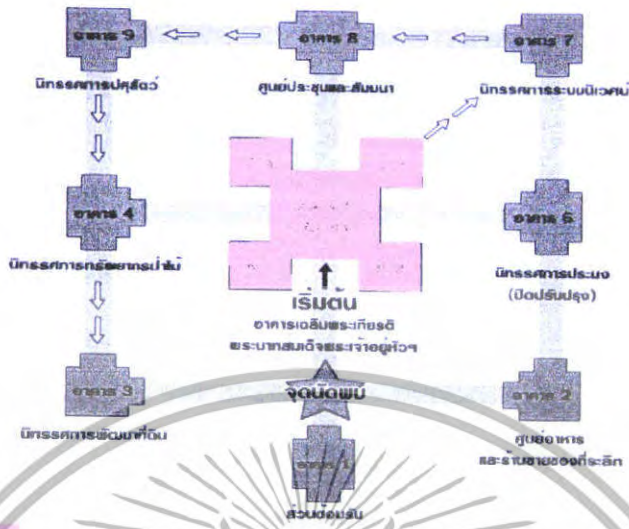 อาคาร 9
อาคาร 8
อาคาร 7
นิทรรศการปศุสัตว์
ศูนย์ประชุมและสัมมนา
นิทรรศการระบบนิเวศน์
อาคาร 4
อาคาร 6
นิทรรศการทรัพยากรป่าไม้
นิทรรศการประมง
(ปิดปรับปรุง)
เริ่มต้น
อาคารเฉลิมพระเกียรติ
พระบาทสมเด็จพระเจ้าอยู่หัวฯ
อาคาร 3
จุดนัดพบ
อาคาร 2
นิทรรศการพัฒนาที่ดิน
ศูนย์อาหาร
และร้านขายของที่ระลึก
อาคาร 1
ส่วนต้อนรับ